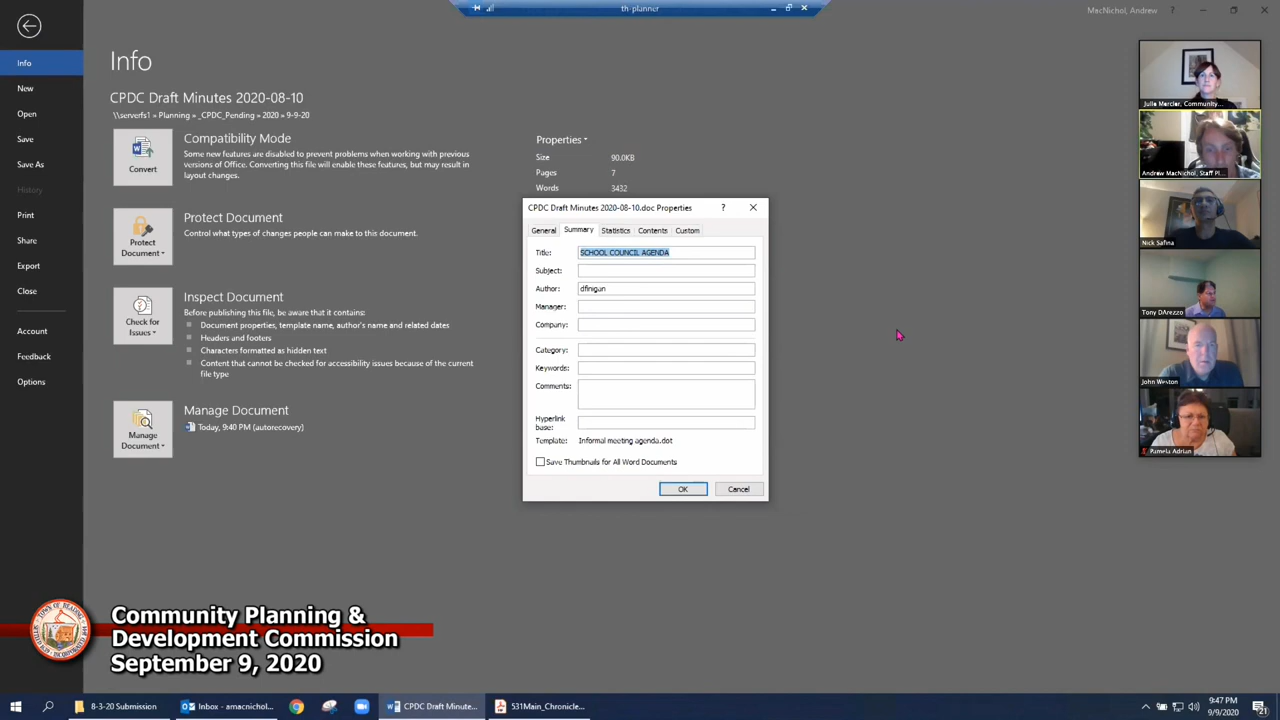 th-planner
MacNichol, Andrew
?
Info
New
Open
Save
Save As
History
Print
Share
Export
Close
Account
Feedback
Options
Info
CPDC Draft Minutes 2020-08-10
\\serverfs1 » Planning » _CPDC_Pending » 2020 » 9-9-20
Convert
Compatibility Mode
Some new features are disabled to prevent problems when working with previous
versions of Office. Converting this file will enable these features, but may result in
layout changes.
Protect
Document
Protect Document
Control what types of changes people can make to this document.
Check for
Issues
Inspect Document
Before publishing this file, be aware that it contains:
Document properties, template name, author's name and related dates
Headers and footers
Characters formatted as hidden text
Content that cannot be checked for accessibility issues because of the current
file type
Manage
Document
Manage Document
Today, 9:40 PM (autorecovery)
Properties
Size 90.0KB
Pages 7
Words 3432
CPDC Draft Minutes 2020-08-10.doc Properties
?
General Summary Statistics Contents Custom
Title: SCHOOL COUNCIL AGENDA
Subject:
Author: dfinigan
Manager:
Company:
Category:
Keywords:
Comments:
Hyperlink
base:
Template: Informal meeting agenda.dot
Save Thumbnails for All Word Documents
OK Cancel
Julie Mercier, Community...
Andrew MacNichol, Staff Pl...
Nick Safina
Tony DArezzo
John Weston
Pamela Adrian
Community Planning &
Development Commission
September 9, 2020
8-3-20 Submission
Inbox - amacnichol...
CPDC Draft Minute...
531Main_Chronicle...
9:47 PM
9/9/2020
21